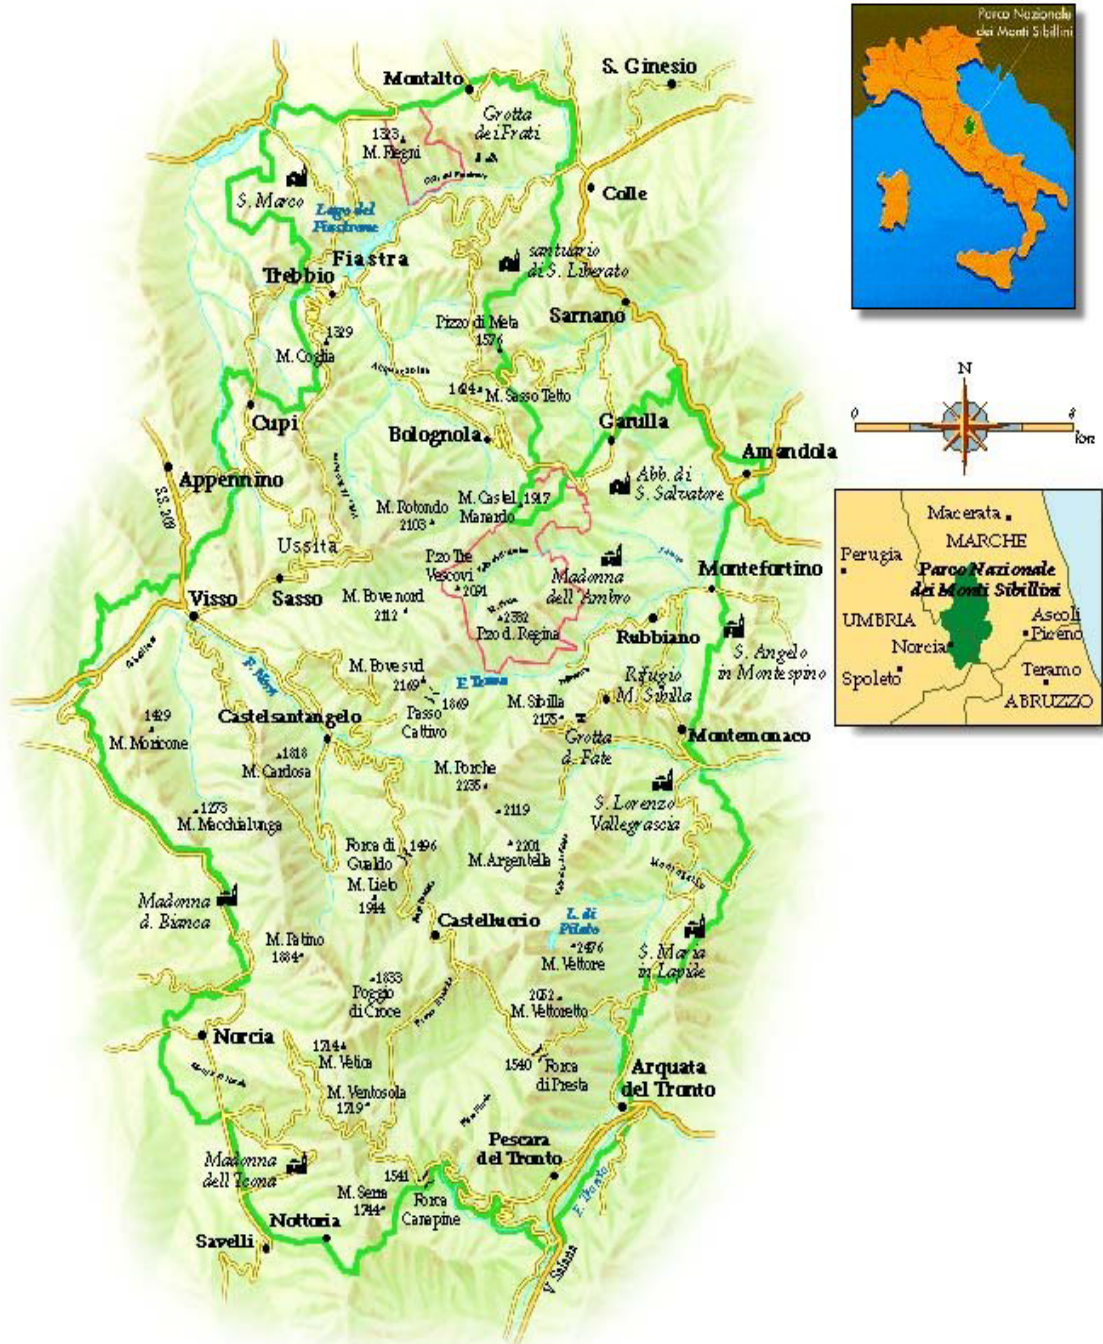 Parco Nazionale
dei Monti Sibillini
Montalto
S. Ginesio
Grotta
dei Frati
1323
M. Fiegni
S. Marco
Colle
Lago del
Fiastrone
Fiastra
Trebbio
santuario
di S. Liberato
Sarnano
Pizzo di Meta
1576
1329
M. Coglia
1624
M. Sasso Tetto
Cupi
Bolognola
Garulla
Amandola
Appennino
S.S. 209
Abb. di
S. Salvatore
M. Rotondo
2103
M. Castel
Manardo
1917
Ussita
Pzo Tre
Vescovi
2091
Madonna
dell'Ambro
Montefortino
Visso
Sasso
M. Bove nord
2112
2332
Pzo d. Regina
Rubbiano
S. Angelo
in Montespino
F. Nera
M. Bove sud
2169
F. Tenna
1869
Passo
Cattivo
M. Sibilla
2175
Rifugio
M. Sibilla
1429
M. Moricone
Castelsantangelo
1818
M. Cardosa
Grotta
d. Fate
Montemonaco
M. Porche
2235
1273
M. Macchialunga
2119
S. Lorenzo
Vallegrascia
Forca di
Gualdo
1496
2201
M. Argentella
M. Lieto
1944
Madonna
d. Bianca
Castelluccio
L. di
Pilato
M. Patino
1884
2476
M. Vettore
S. Maria
in Lapide
1833
Poggio
di Croce
2052
M. Vettoretto
Norcia
1714
M. Vetica
1540
Forca
di Presta
Arquata
del Tronto
M. Ventosola
1719
Pescara
del Tronto
Madonna
dell'Icona
1541
M. Serra
1744
Forca
Canapine
F. Tronto
Nottoria
Savelli
V. Salaria
N
0
8
km
Macerata
MARCHE
Perugia
Parco Nazionale
dei Monti Sibillini
UMBRIA
Ascoli
Piceno
Norcia
Spoleto
Teramo
ABRUZZO